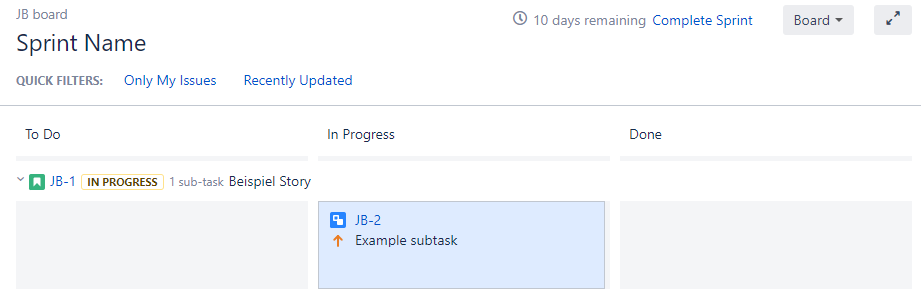 JB board
10 days remaining Complete Sprint Board
Sprint Name
QUICK FILTERS: Only My Issues Recently Updated
To Do In Progress Done
JB-1 IN PROGRESS 1 sub-task Beispiel Story
JB-2
Example subtask